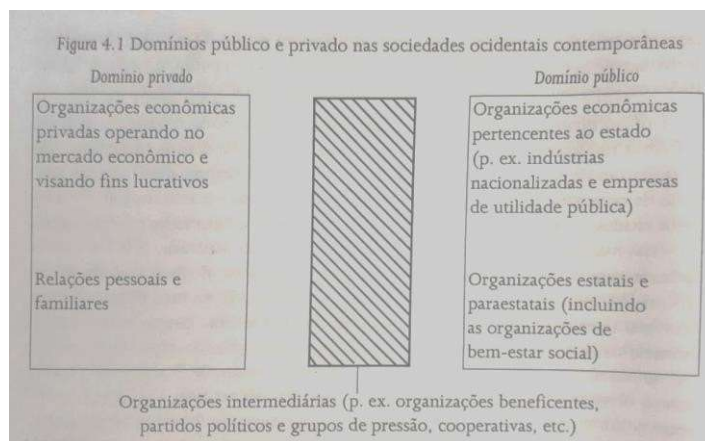 Figura 4.1 Domínios público e privado nas sociedades ocidentais contemporâneas
Domínio privado
Organizações econômicas
privadas operando no
mercado econômico e
visando fins lucrativos
Relações pessoais e
familiares
Domínio público
Organizações econômicas
pertencentes ao estado
(p. ex. indústrias
nacionalizadas e empresas
de utilidade pública)
Organizações estatais e
paraestatais (incluindo
as organizações de
bem-estar social)
Organizações intermediárias (p. ex. organizações beneficentes,
partidos políticos e grupos de pressão, cooperativas, etc.)